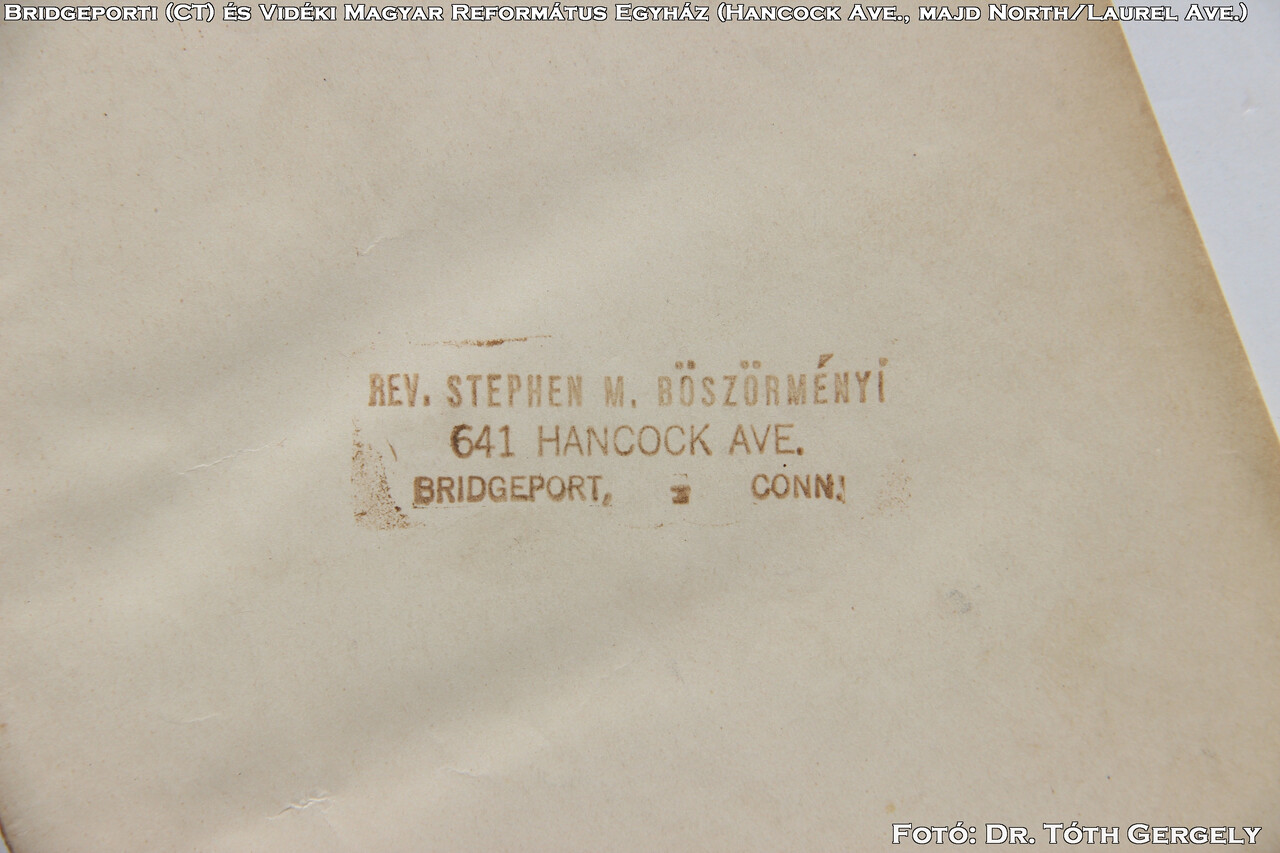 Bridgeporti (CT) és Vidéki Magyar Református Egyház (Hancock Ave., majd North/Laurel Ave.)
REV. STEPHEN M. BÖSZÖRMÉNYI
641 HANCOCK AVE.
BRIDGEPORT, CONN.
Fotó: Dr. Tóth Gergely